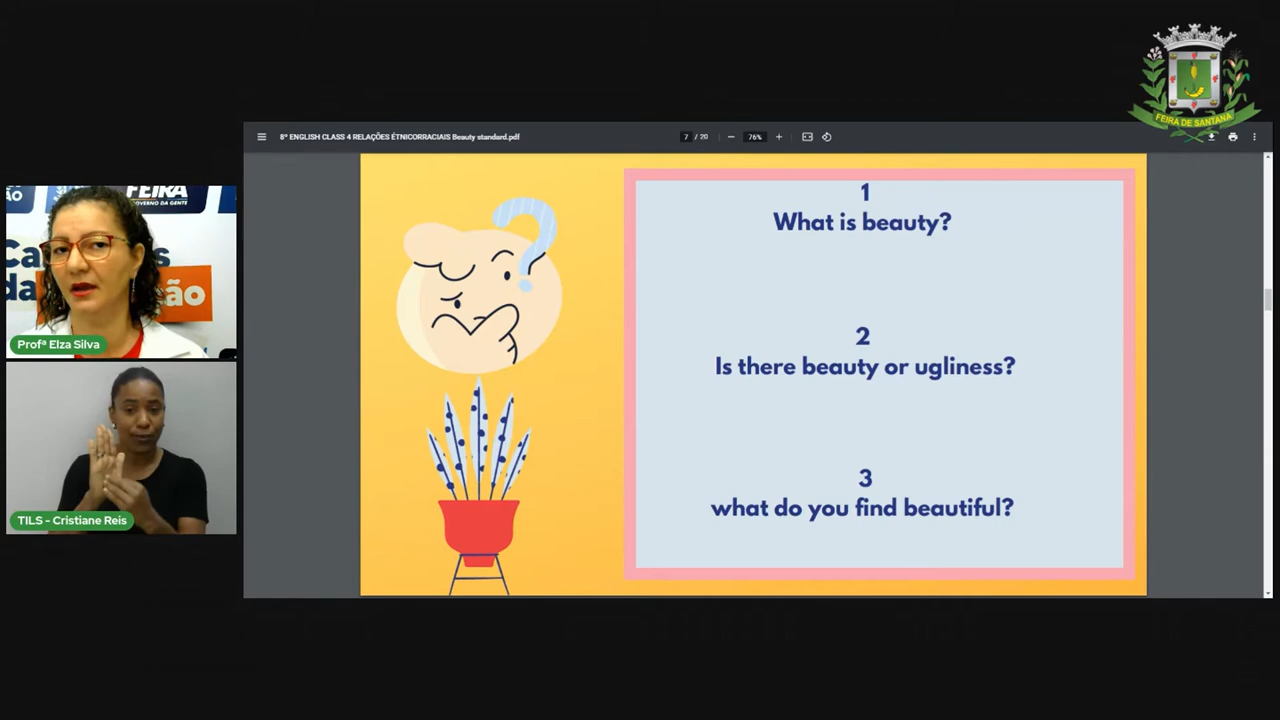 FEIRA DE SANTANA
8º ENGLISH CLASS 4 RELAÇÕES ÉTNICORRACIAIS Beauty standard.pdf
7 / 20
76%
FEIRA
GOVERNO DA GENTE
Profª Elza Silva
TILS - Cristiane Reis
1
What is beauty?
2
Is there beauty or ugliness?
3
what do you find beautiful?